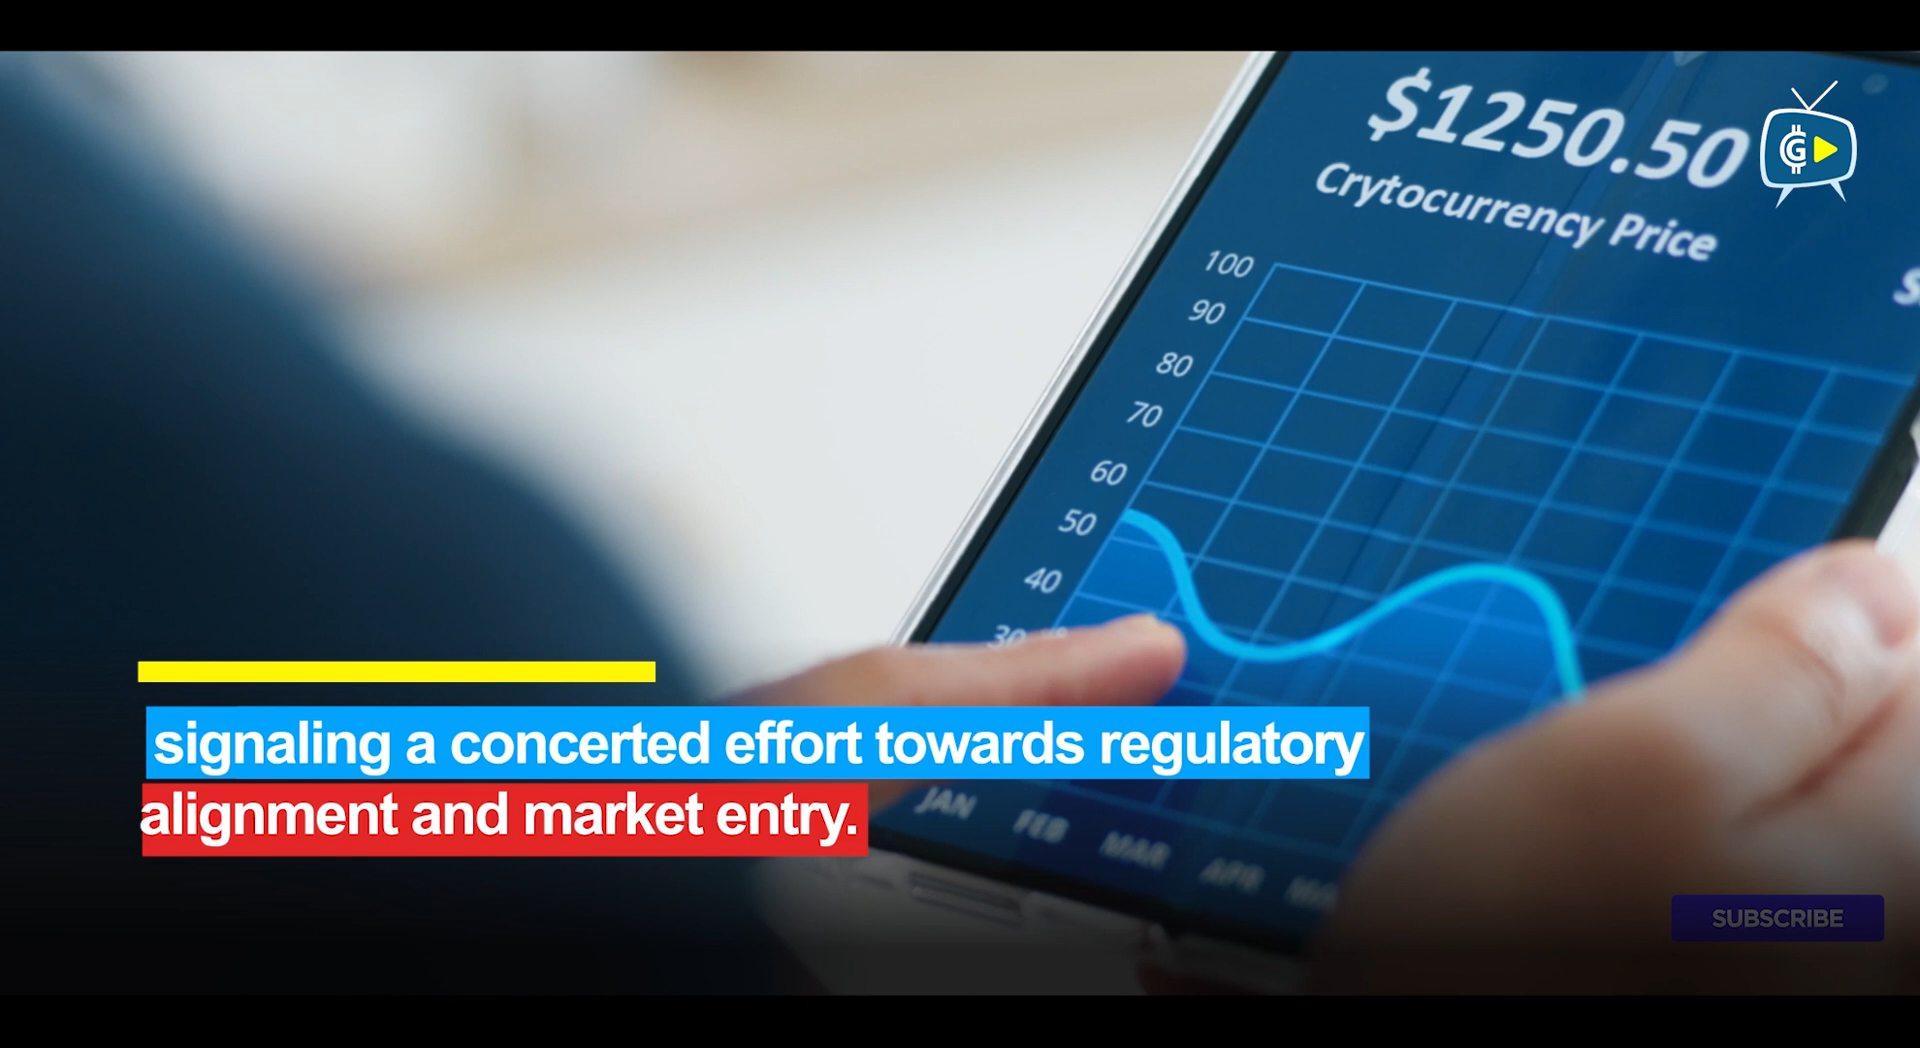 $1250.50
Crytocurrency Price
$
100
90
80
70
60
50
40
30
signaling a concerted effort towards regulatory
alignment and market entry.
JAN
FEB
MAR
APR
SUBSCRIBE
G